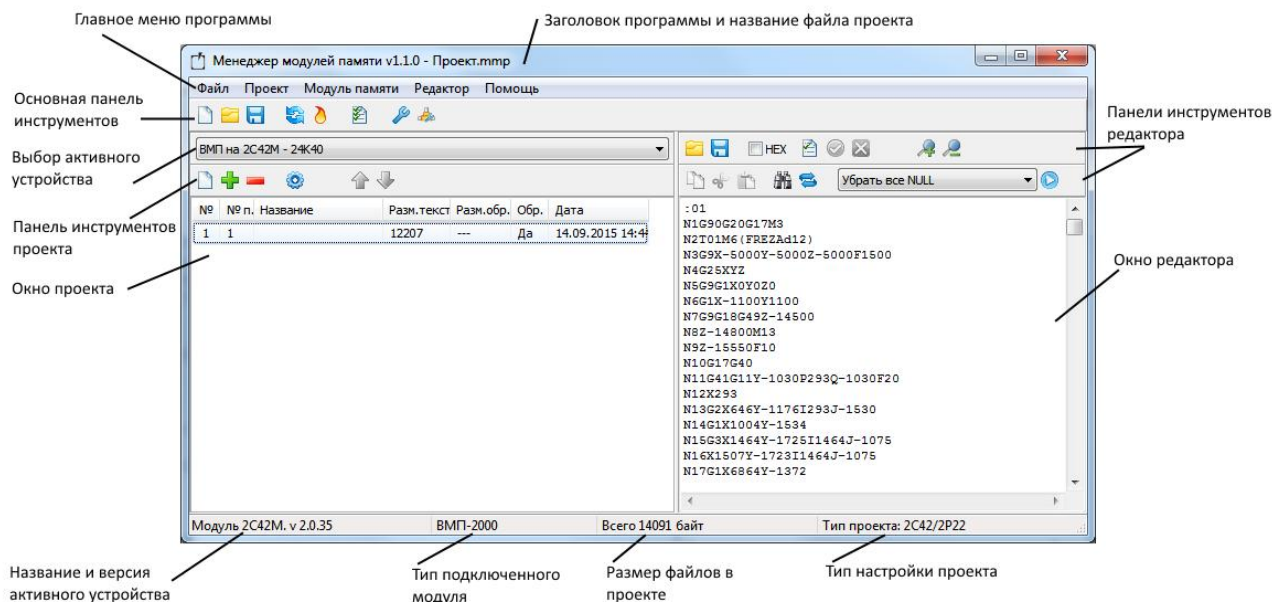 Главное меню программы
Заголовок программы и название файла проекта
Менеджер модулей памяти v1.1.0 - Проект.mmp
Файл Проект Модуль памяти Редактор Помощь
Основная панель
инструментов
Панели инструментов
редактора
Выбор активного
устройства
ВМП на 2С42М - 24К40
HEX
Убрать все NULL
Панель инструментов
проекта
№ № п. Название Разм.текст Разм.обр. Обр. Дата
1 1 12207 --- Да 14.09.2015 14:4
Окно проекта
Окно редактора
:01
N1G90G20G17M3
N2T01M6(FREZAd12)
N3G9X-5000Y-5000Z-5000F1500
N4G25XYZ
N5G9G1X0Y0Z0
N6G1X-1100Y1100
N7G9G18G49Z-14500
N8Z-14800M13
N9Z-15550F10
N10G17G40
N11G41G11Y-1030P293Q-1030F20
N12X293
N13G2X646Y-1176I293J-1530
N14G1X1004Y-1534
N15G3X1464Y-1725I1464J-1075
N16X1507Y-1723I1464J-1075
N17G1X6864Y-1372
Модуль 2С42М. v 2.0.35 ВМП-2000 Всего 14091 байт Тип проекта: 2С42/2Р22
Название и версия
активного устройства
Тип подключенного
модуля
Размер файлов в
проекте
Тип настройки проекта